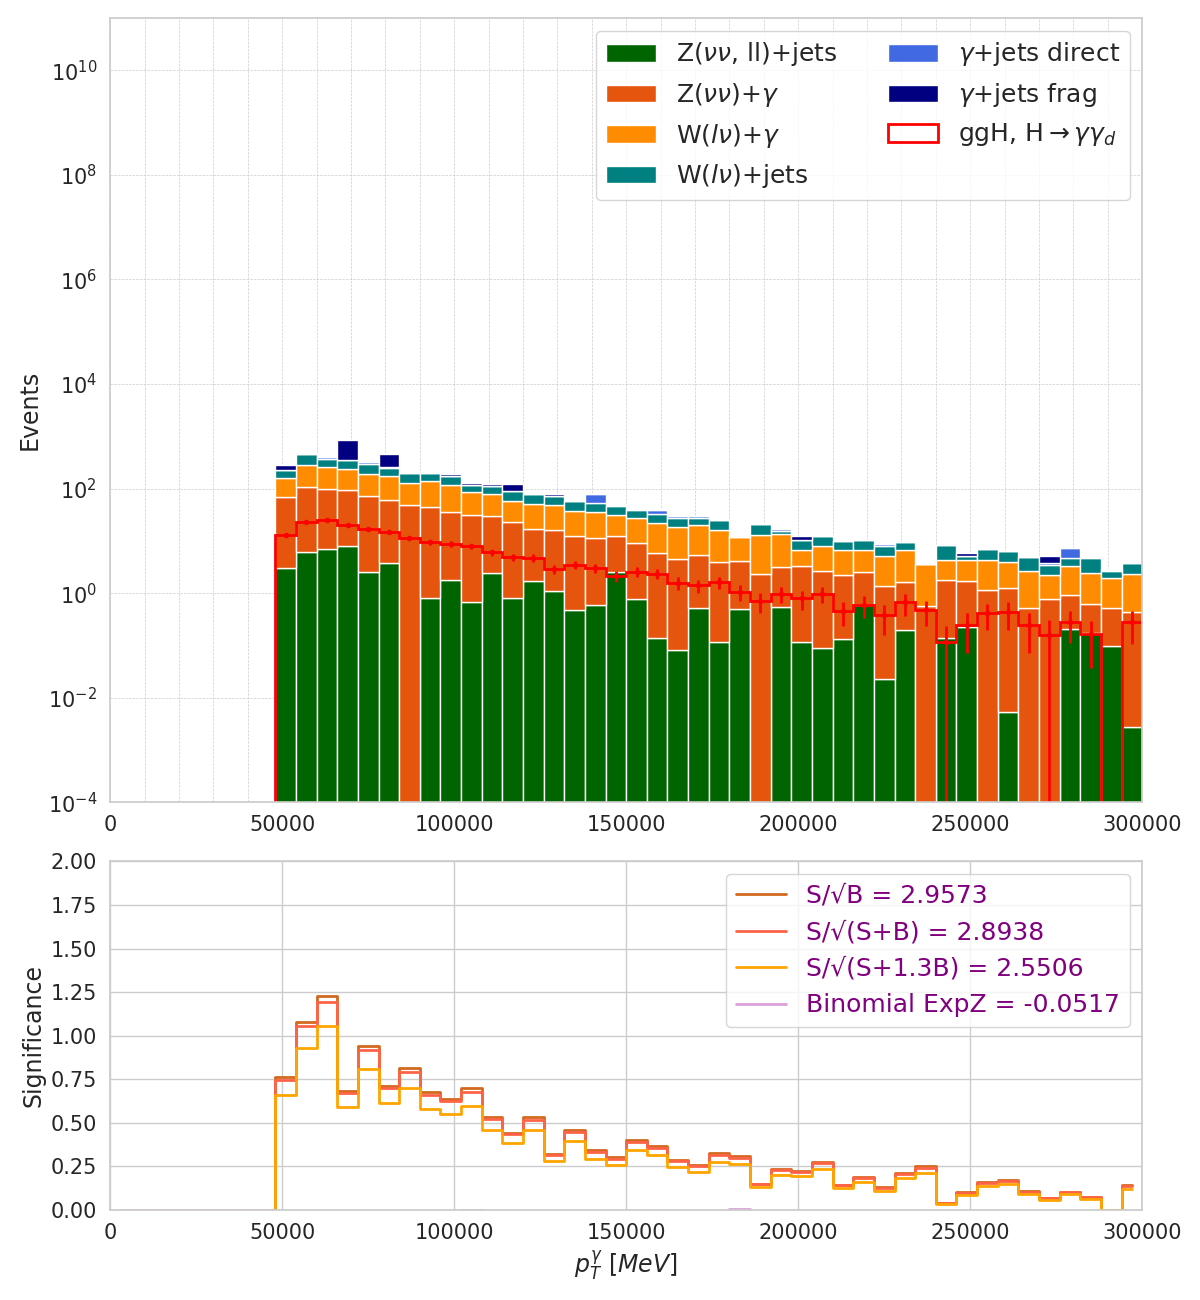 Z(νν, ll)+jets
Z(νν)+γ
W(lν)+γ
W(lν)+jets
γ+jets direct
γ+jets frag
ggH, H→γγ_d
Events
10^10
10^8
10^6
10^4
10^2
10^0
10^−2
10^−4
0 50000 100000 150000 200000 250000 300000
S/√B = 2.9573
S/√(S+B) = 2.8938
S/√(S+1.3B) = 2.5506
Binomial ExpZ = -0.0517
Significance
2.00
1.75
1.50
1.25
1.00
0.75
0.50
0.25
0.00
0 50000 100000 150000 200000 250000 300000
p_T^γ [MeV]